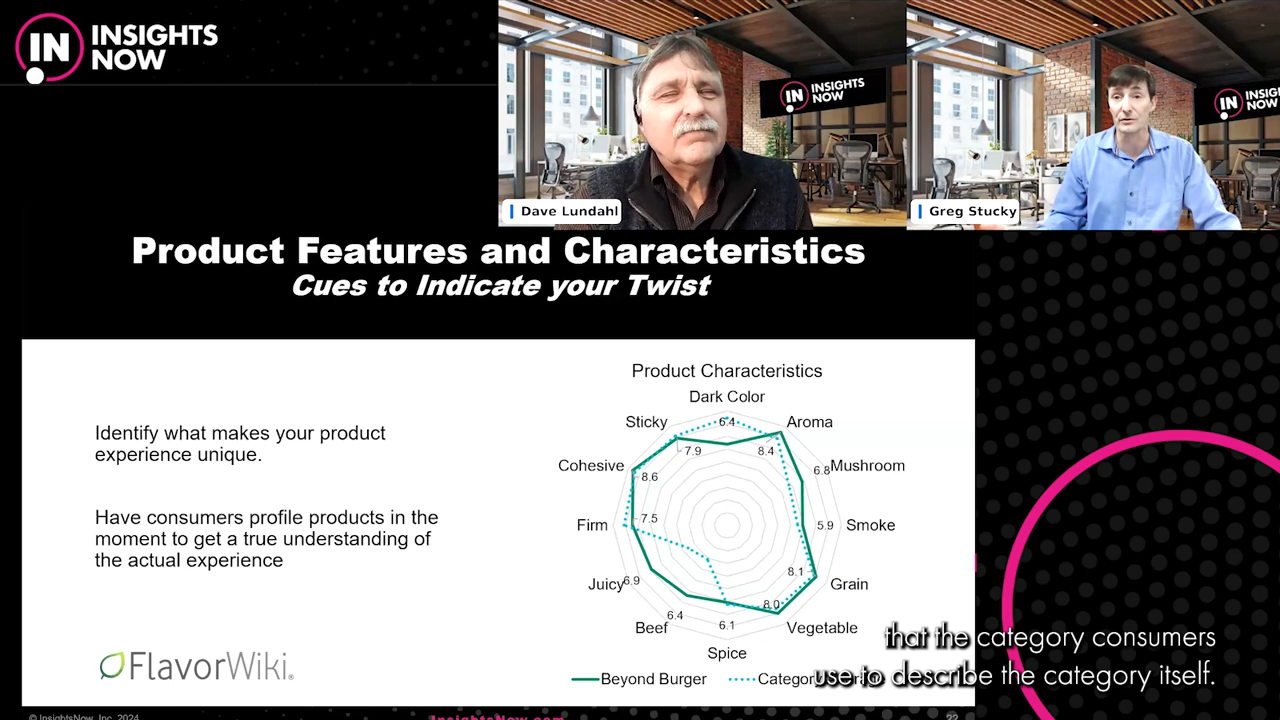 IN INSIGHTS
NOW
IN INSIGHTS
NOW
IN
NOW
Dave Lundahl
Greg Stucky
Product Features and Characteristics
Cues to Indicate your Twist
Identify what makes your product
experience unique.
Have consumers profile products in the
moment to get a true understanding of
the actual experience
FlavorWiki®
Product Characteristics
Dark Color
6.4
Sticky
Aroma
7.9
8.4
Cohesive
6.8
Mushroom
8.6
Firm
7.5
5.9
Smoke
8.1
Juicy
6.9
Grain
8.0
6.4
Beef
6.1
Vegetable
Spice
Beyond Burger
that the category consumers
use to describe the category itself.
© InsightsNow, Inc. 2024
InsightsNow.com
22